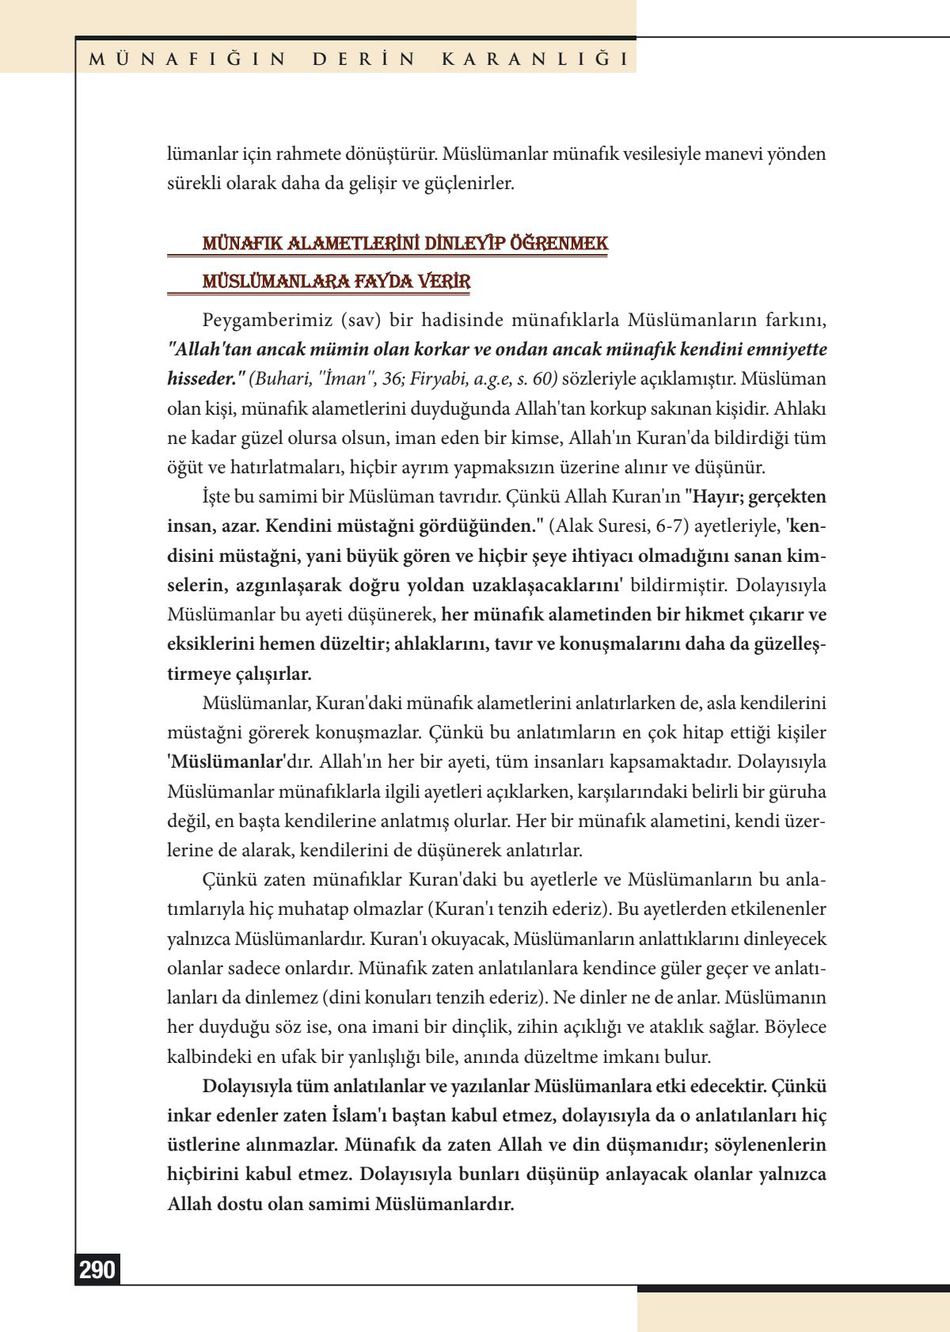 MÜNAFIĞIN DERİN KARANLIĞI
lümanlar için rahmete dönüştürür. Müslümanlar münafık vesilesiyle manevi yönden
sürekli olarak daha da gelişir ve güçlenirler.
MÜNAFIK ALAMETLERİNİ DİNLEYİP ÖĞRENMEK
MÜSLÜMANLARA FAYDA VERİR
Peygamberimiz (sav) bir hadisinde münafıklarla Müslümanların farkını,
"Allah'tan ancak mümin olan korkar ve ondan ancak münafık kendini emniyette
hisseder." (Buhari, "İman", 36; Firyabi, a.g.e, s. 60) sözleriyle açıklamıştır. Müslüman
olan kişi, münafık alametlerini duyduğunda Allah'tan korkup sakınan kişidir. Ahlakı
ne kadar güzel olursa olsun, iman eden bir kimse, Allah'ın Kuran'da bildirdiği tüm
öğüt ve hatırlatmaları, hiçbir ayrım yapmaksızın üzerine alınır ve düşünür.
İşte bu samimi bir Müslüman tavrıdır. Çünkü Allah Kuran'ın "Hayır; gerçekten
insan, azar. Kendini müstağni gördüğünden." (Alak Suresi, 6-7) ayetleriyle, 'ken-
disini müstağni, yani büyük gören ve hiçbir şeye ihtiyacı olmadığını sanan kim-
selerin, azgınlaşarak doğru yoldan uzaklaşacaklarını' bildirmiştir. Dolayısıyla
Müslümanlar bu ayeti düşünerek, her münafık alametinden bir hikmet çıkarır ve
eksiklerini hemen düzeltir; ahlaklarını, tavır ve konuşmalarını daha da güzelleş-
tirmeye çalışırlar.
Müslümanlar, Kuran'daki münafık alametlerini anlatırlarken de, asla kendilerini
müstağni görerek konuşmazlar. Çünkü bu anlatımların en çok hitap ettiği kişiler
'Müslümanlar'dır. Allah'ın her bir ayeti, tüm insanları kapsamaktadır. Dolayısıyla
Müslümanlar münafıklarla ilgili ayetleri açıklarken, karşılarındaki belirli bir güruha
değil, en başta kendilerine anlatmış olurlar. Her bir münafık alametini, kendi üzer-
lerine de alarak, kendilerini de düşünerek anlatırlar.
Çünkü zaten münafıklar Kuran'daki bu ayetlerle ve Müslümanların bu anla-
tımlarıyla hiç muhatap olmazlar (Kuran'ı tenzih ederiz). Bu ayetlerden etkilenenler
yalnızca Müslümanlardır. Kuran'ı okuyacak, Müslümanların anlattıklarını dinleyecek
olanlar sadece onlardır. Münafık zaten anlatılanlara kendince güler geçer ve anlatı-
lanları da dinlemez (dini konuları tenzih ederiz). Ne dinler ne de anlar. Müslümanın
her duyduğu söz ise, ona imani bir dinçlik, zihin açıklığı ve ataklık sağlar. Böylece
kalbindeki en ufak bir yanlışlığı bile, anında düzeltme imkanı bulur.
Dolayısıyla tüm anlatılanlar ve yazılanlar Müslümanlara etki edecektir. Çünkü
inkar edenler zaten İslam'ı baştan kabul etmez, dolayısıyla da o anlatılanları hiç
üstlerine alınmazlar. Münafık da zaten Allah ve din düşmanıdır; söylenenlerin
hiçbirini kabul etmez. Dolayısıyla bunları düşünüp anlayacak olanlar yalnızca
Allah dostu olan samimi Müslümanlardır.
290